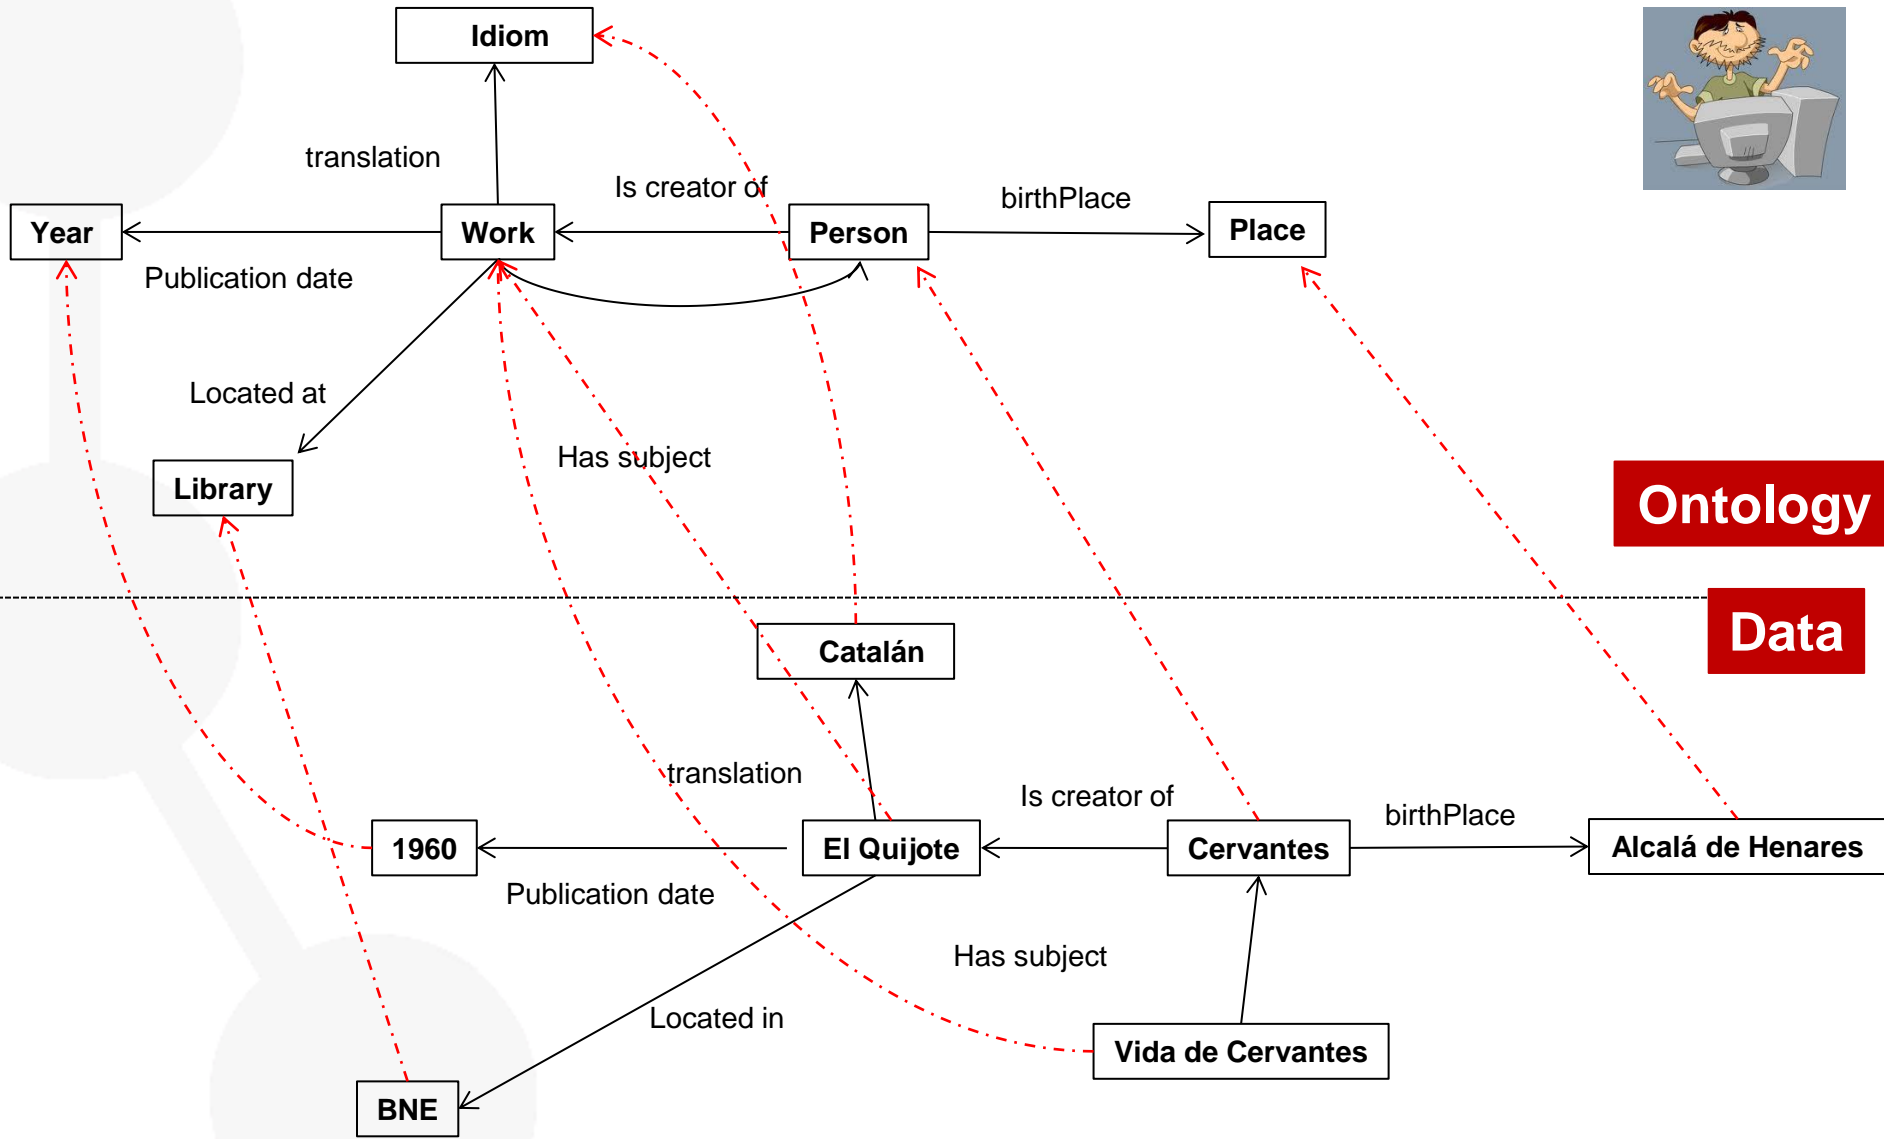 Idiom
translation
Is creator of
birthPlace
Year
Work
Person
Place
Publication date
Located at
Has subject
Library
Ontology
Data
Catalán
translation
Is creator of
birthPlace
1960
El Quijote
Cervantes
Alcalá de Henares
Publication date
Has subject
Located in
Vida de Cervantes
BNE